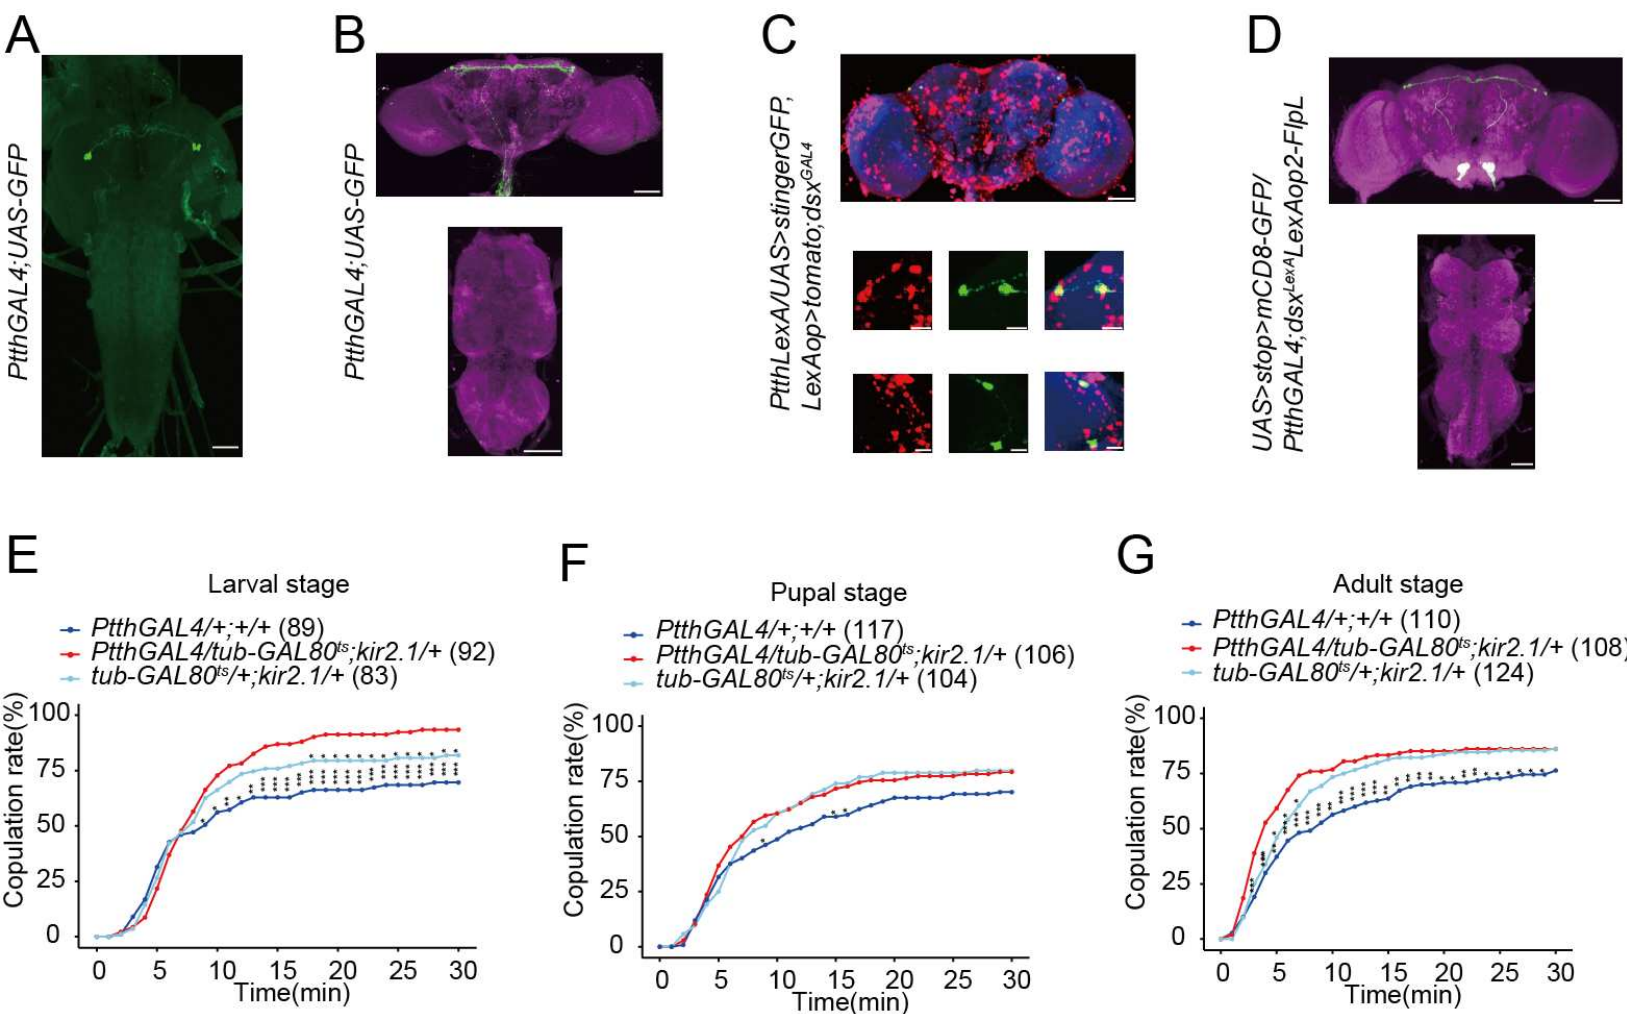 A
B
C
D
PtthGAL4;UAS-GFP
PtthGAL4;UAS-GFP
PtthLexA/UAS>stingerGFP,
LexAop>tomato;dsxGAL4
UAS>stop>mCD8-GFP/
PtthGAL4;dsxLexALexAop2-FlpL
E
Larval stage
PtthGAL4/+;+/+ (89)
PtthGAL4/tub-GAL80ts;kir2.1/+ (92)
tub-GAL80ts/+;kir2.1/+ (83)
Copulation rate(%)
100
75
50
25
0
0 5 10 15 20 25 30
Time(min)
F
Pupal stage
PtthGAL4/+;+/+ (117)
PtthGAL4/tub-GAL80ts;kir2.1/+ (106)
tub-GAL80ts/+;kir2.1/+ (104)
Copulation rate(%)
100
75
50
25
0
0 5 10 15 20 25 30
Time(min)
G
Adult stage
PtthGAL4/+;+/+ (110)
PtthGAL4/tub-GAL80ts;kir2.1/+ (108)
tub-GAL80ts/+;kir2.1/+ (124)
Copulation rate(%)
100
75
50
25
0
0 5 10 15 20 25 30
Time(min)